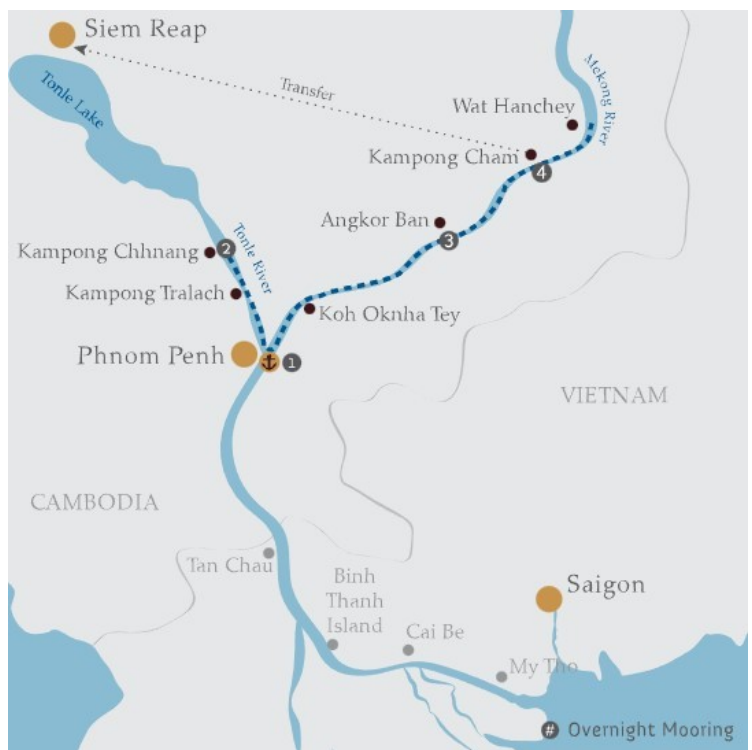 Siem Reap
Tonle Lake
Transfer
Mekong River
Wat Hanchey
Kampong Cham
4
Angkor Ban
3
Kampong Chhnang
2
Tonle River
Kampong Tralach
Koh Oknha Tey
Phnom Penh
1
VIETNAM
CAMBODIA
Tan Chau
Binh
Thanh
Island
Saigon
Cai Be
My Tho
# Overnight Mooring